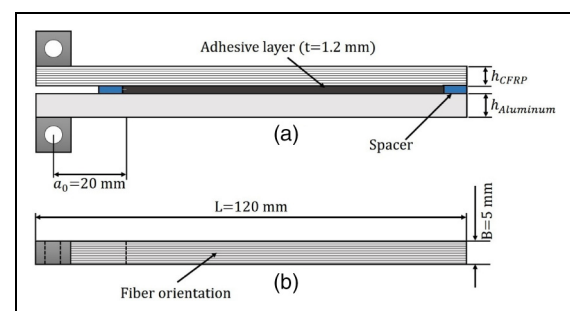 Adhesive layer (t=1.2 mm)
hCFRP
hAluminum
(a)
Spacer
a0=20 mm
L=120 mm
B=5 mm
Fiber orientation
(b)